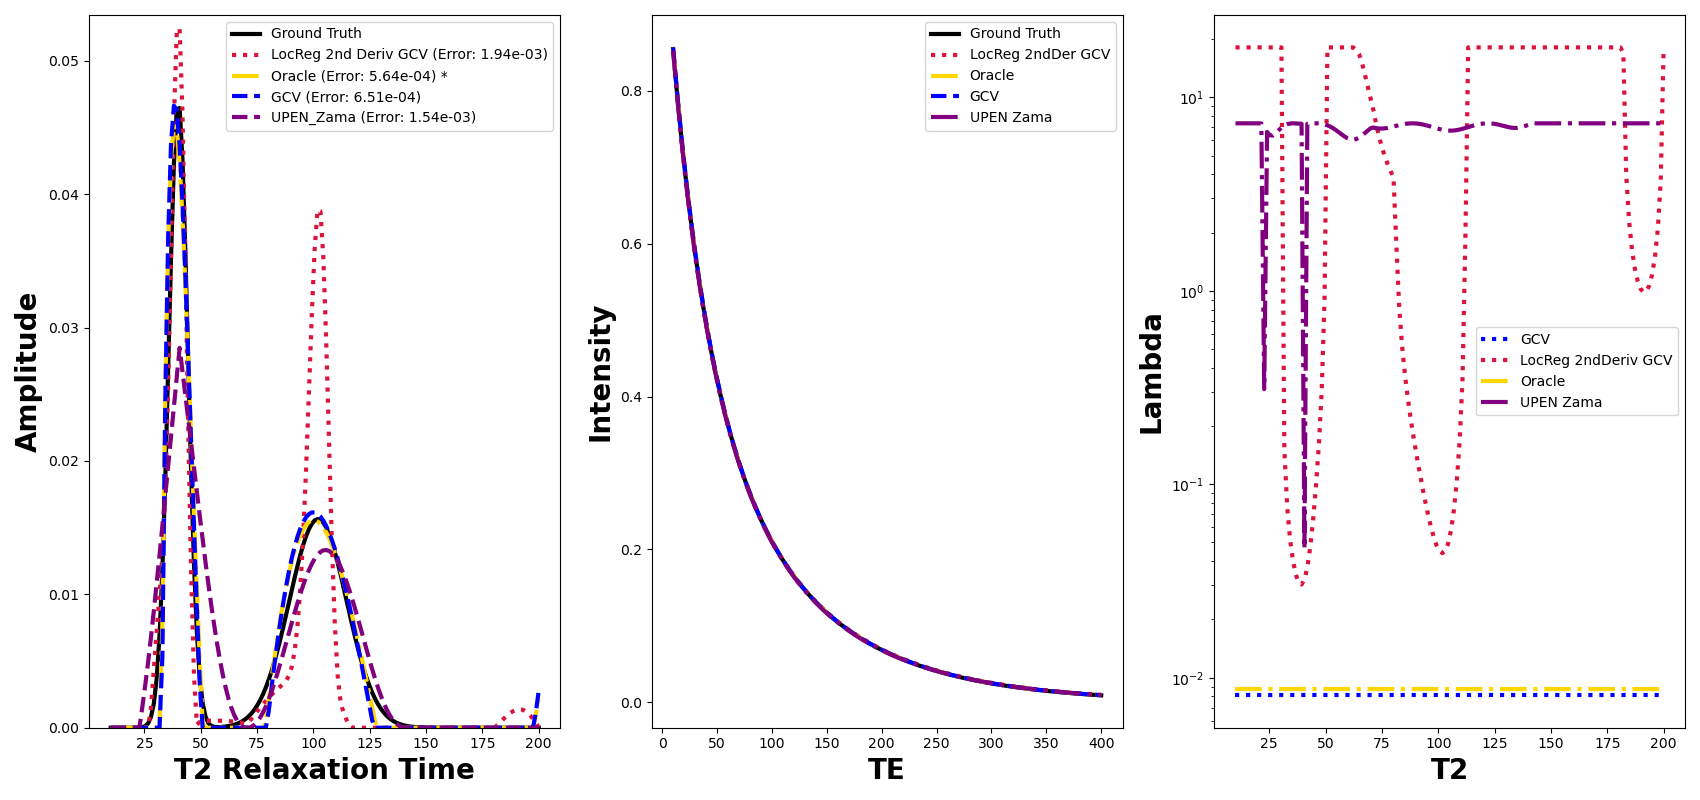 Ground Truth
LocReg 2nd Deriv GCV (Error: 1.94e-03)
Oracle (Error: 5.64e-04) *
GCV (Error: 6.51e-04)
UPEN_Zama (Error: 1.54e-03)
0.05
0.04
0.03
0.02
0.01
0.00
Amplitude
25 50 75 100 125 150 175 200
T2 Relaxation Time
Ground Truth
LocReg 2ndDer GCV
Oracle
GCV
UPEN Zama
0.8
0.6
0.4
0.2
0.0
Intensity
0 50 100 150 200 250 300 350 400
TE
10¹
10⁰
10⁻¹
10⁻²
Lambda
GCV
LocReg 2ndDeriv GCV
Oracle
UPEN Zama
25 50 75 100 125 150 175 200
T2